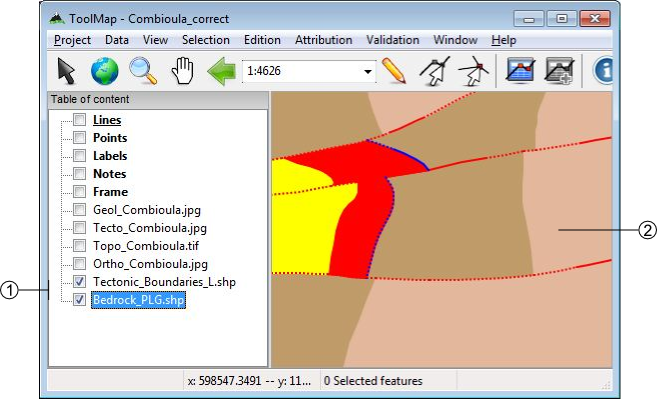 ToolMap - Combioula_correct
Project Data View Selection Edition Attribution Validation Window Help
1:4626
Table of content
Lines
Points
Labels
Notes
Frame
Geol_Combioula.jpg
Tecto_Combioula.jpg
Topo_Combioula.tif
Ortho_Combioula.jpg
Tectonic_Boundaries_L.shp
Bedrock_PLG.shp
1
2
x: 598547.3491 -- y: 11... 0 Selected features